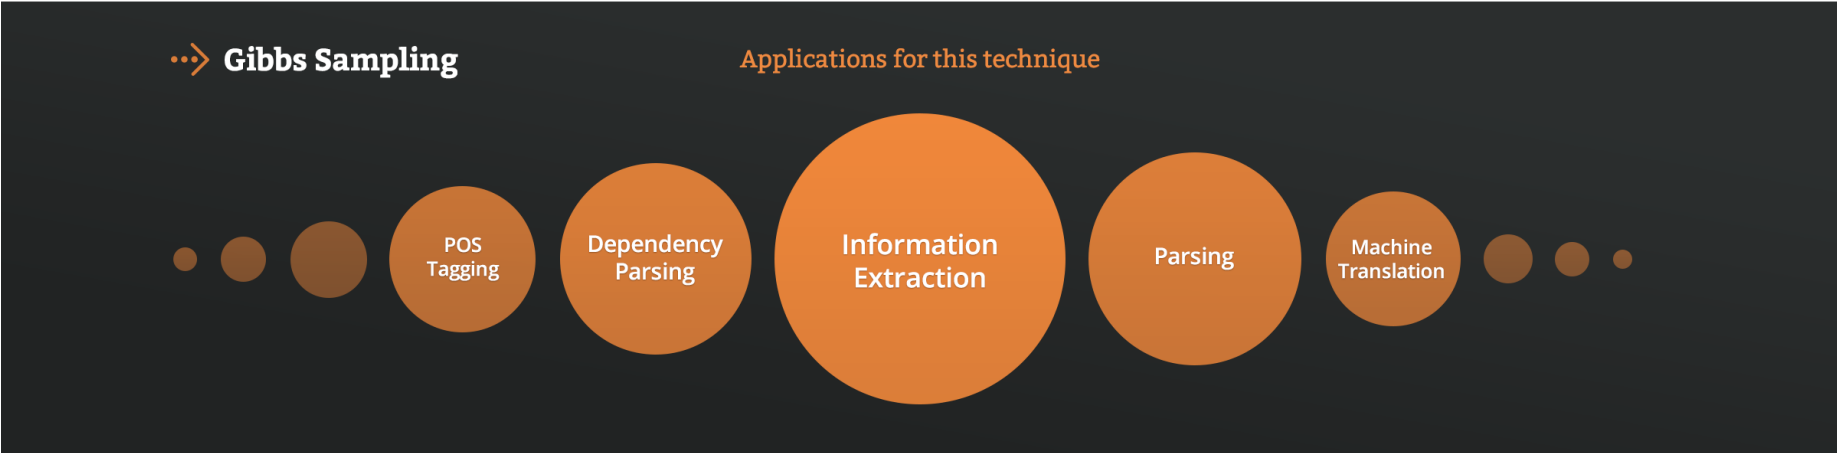 Gibbs Sampling
Applications for this technique
POS
Tagging
Dependency
Parsing
Information
Extraction
Parsing
Machine
Translation